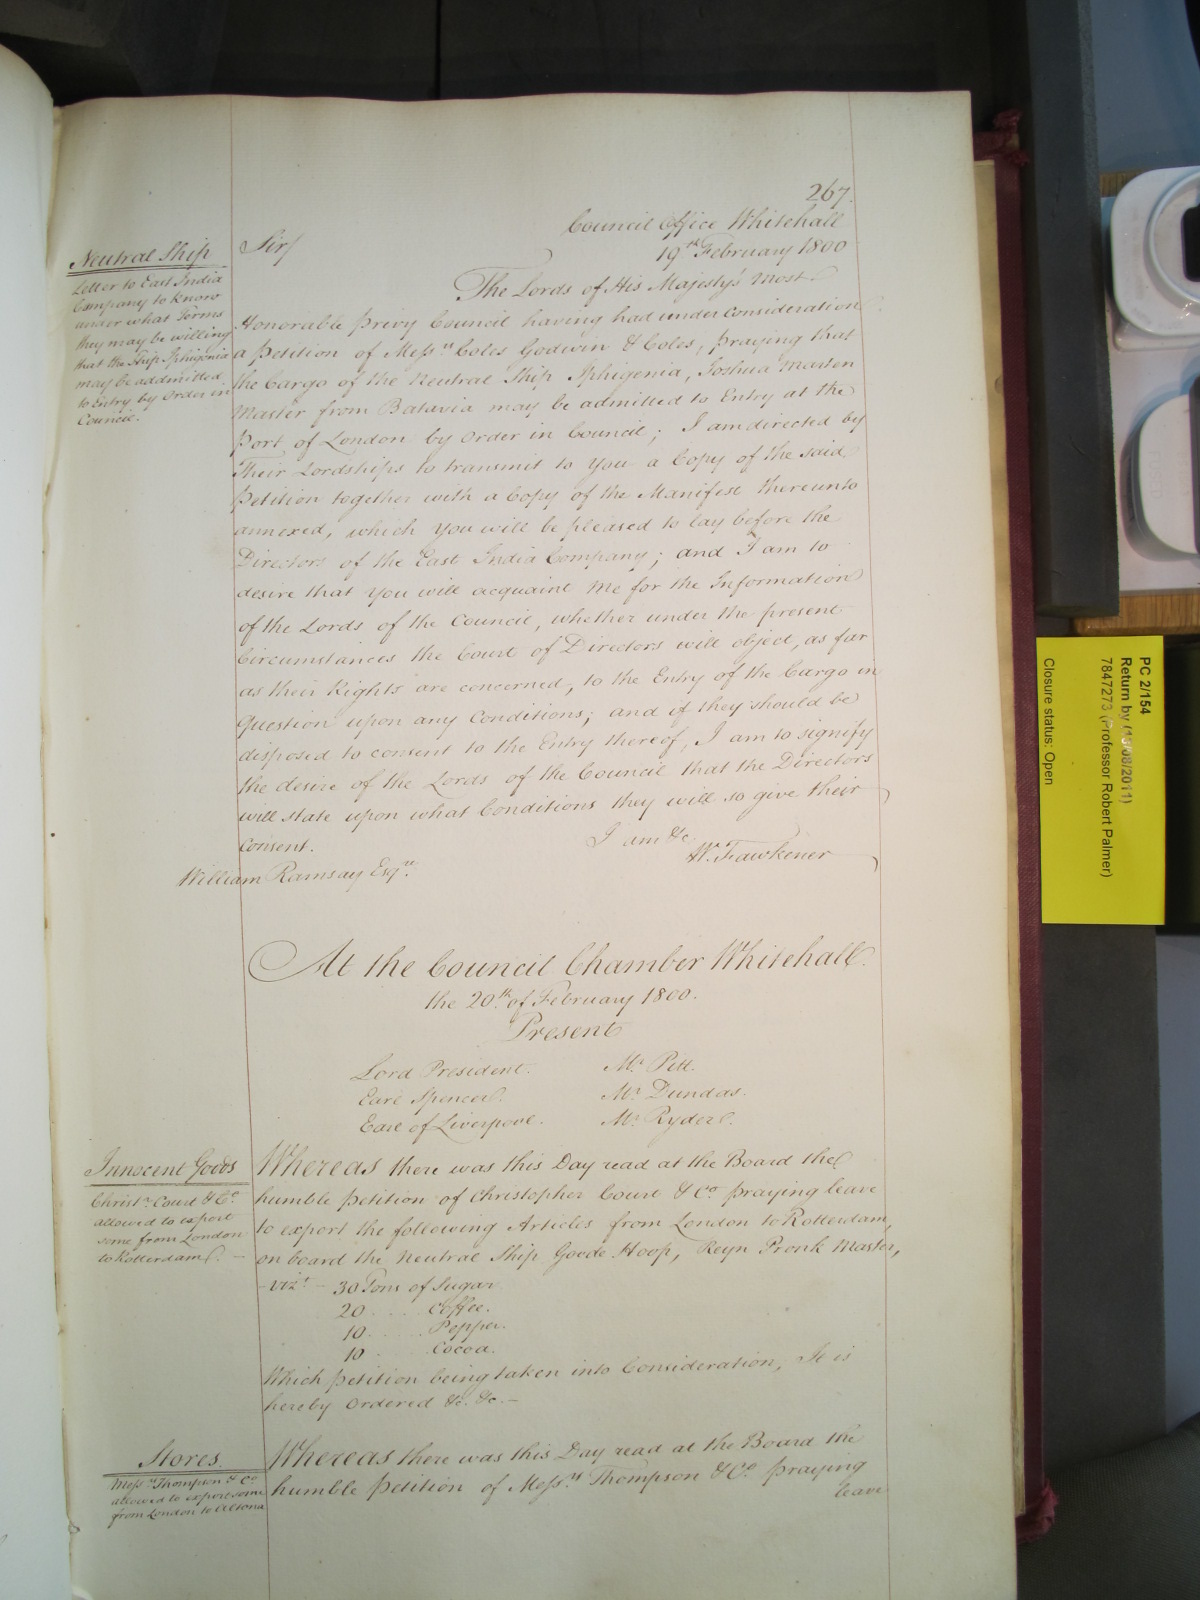 267.
Council Office Whitehall
19th February 1800
Neutral Ship
Letter to East India
Company to know
under what Terms
they may be willing
that the Ship Iphigenia
may be addmitted
to Entry by Order in
Council.
Sir/
The Lords of His Majesty's most
Honorable Privy Council having had under consideration
a Petition of Messrs Coles Godwin & Coles, praying that
the Cargo of the Neutral Ship Iphigenia, Joshua Marten
Master from Batavia may be admitted to Entry at the
Port of London by Order in Council; I am directed by
Their Lordships to transmit to You a Copy of the said
Petition together with a Copy of the Manifest thereunto
annexed, which You will be pleased to lay before the
Directors of the East India Company; and I am to
desire that You will acquaint Me for the Information
of the Lords of the Council, whether under the present
Circumstances the Court of Directors will object, as far
as their Rights are concerned, to the Entry of the Cargo in
question upon any Conditions; and if they should be
disposed to consent to the Entry thereof, I am to signify
the desire of the Lords of the Council that the Directors
will state upon what Conditions they will so give their
Consent.
I am &c.
Wm. Fawkener
William Ramsay Esqre.
At the Council Chamber Whitehall
the 20th of February 1800.
Present
Lord President. Mr. Pitt.
Earl Spencer. Mr. Dundas.
Earl of Liverpool. Mr. Ryder.
Innocent Goods
Christr. Court & Co.
allowed to export
some from London
to Rotterdam. –
Whereas there was this Day read at the Board the
humble Petition of Christopher Court & Co. praying leave
to export the following Articles from London to Rotterdam,
on board the Neutral Ship Goede Hoop, Reyn Pronk Master,
– vizt. – 30 Tons of Sugar
20 .... Coffee.
10 .... Pepper.
10 .... Cocoa.
Which Petition being taken into Consideration, It is
hereby Ordered &c. &c. –
Stores
Messrs. Thompson & Co.
allowed to export some
from London to Altona
Whereas there was this Day read at the Board the
humble Petition of Messrs. Thompson & Co. praying
leave
PC 2/154
Return by (13/08/2011)
7847273 (Professor Robert Palmer)
Closure status: Open